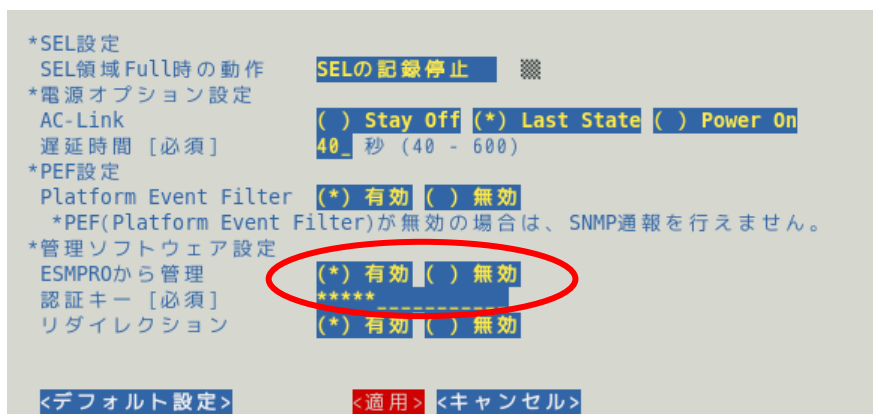 *SEL設定
SEL領域Full時の動作 SELの記録停止
*電源オプション設定
AC-Link ( ) Stay Off (*) Last State ( ) Power On
遅延時間 [必須] 40_ 秒 (40 - 600)
*PEF設定
Platform Event Filter (*) 有効 ( ) 無効
*PEF(Platform Event Filter)が無効の場合は、SNMP通報を行えません。
*管理ソフトウェア設定
ESMPROから管理 (*) 有効 ( ) 無効
認証キー [必須] *****___________
リダイレクション (*) 有効 ( ) 無効
<デフォルト設定> <適用> <キャンセル>